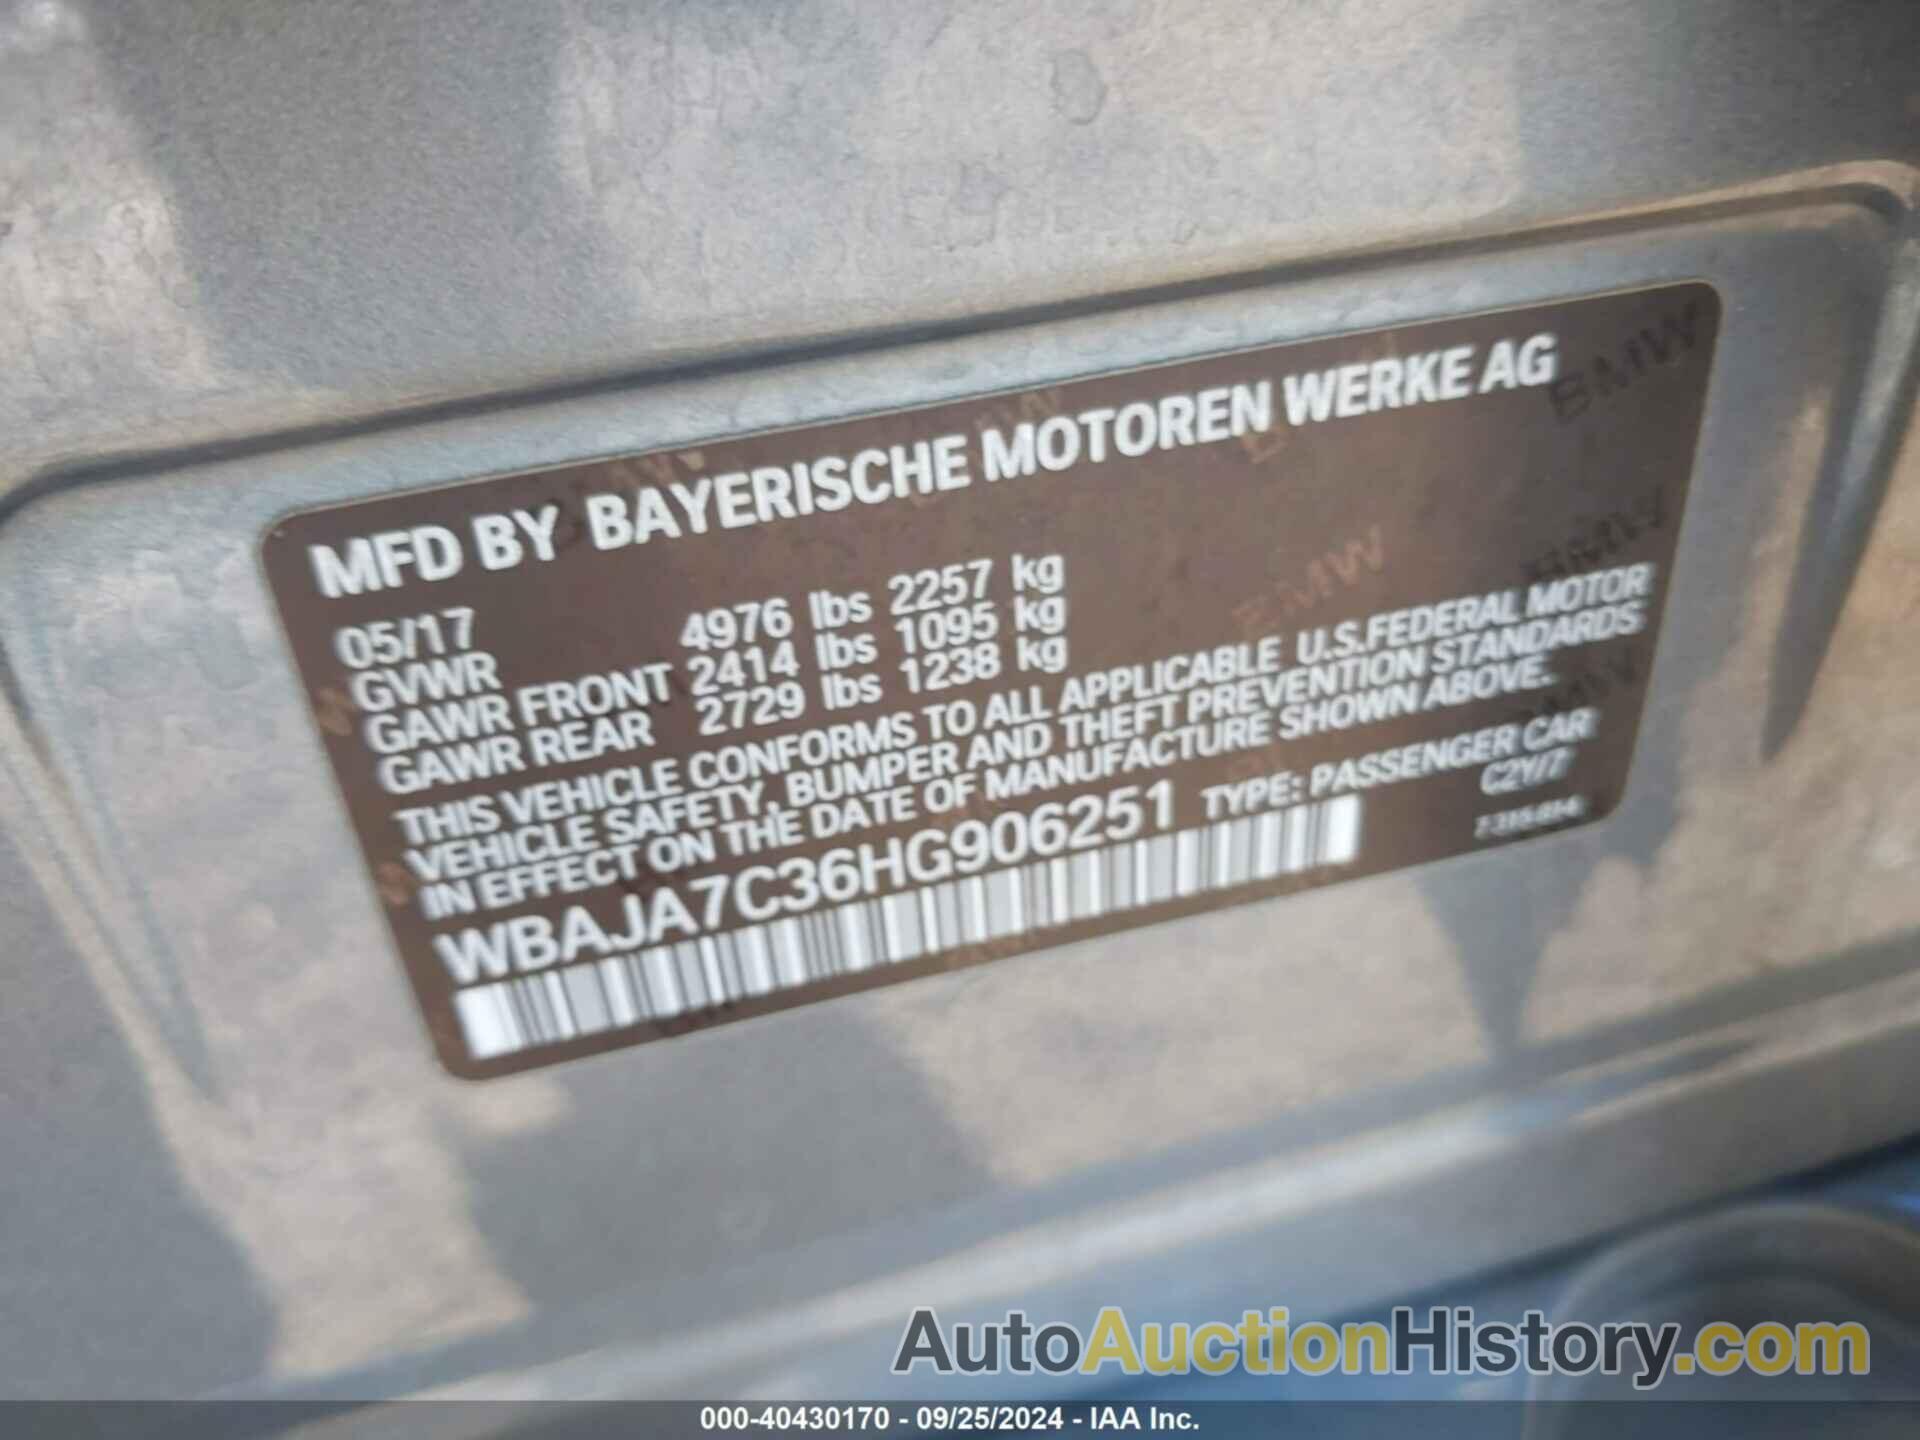 MFD BY BAYERISCHE MOTOREN WERKE AG
05/17
GVWR 4976 lbs 2257 kg
GAWR FRONT 2414 lbs 1095 kg
GAWR REAR 2729 lbs 1238 kg
THIS VEHICLE CONFORMS TO ALL APPLICABLE U.S.FEDERAL MOTOR
VEHICLE SAFETY, BUMPER AND THEFT PREVENTION STANDARDS
IN EFFECT ON THE DATE OF MANUFACTURE SHOWN ABOVE.
WBAJA7C36HG906251 TYPE: PASSENGER CAR
C2Y/7
BMW
BMW
BMW
AutoAuctionHistory.com
000-40430170 - 09/25/2024 - IAA Inc.